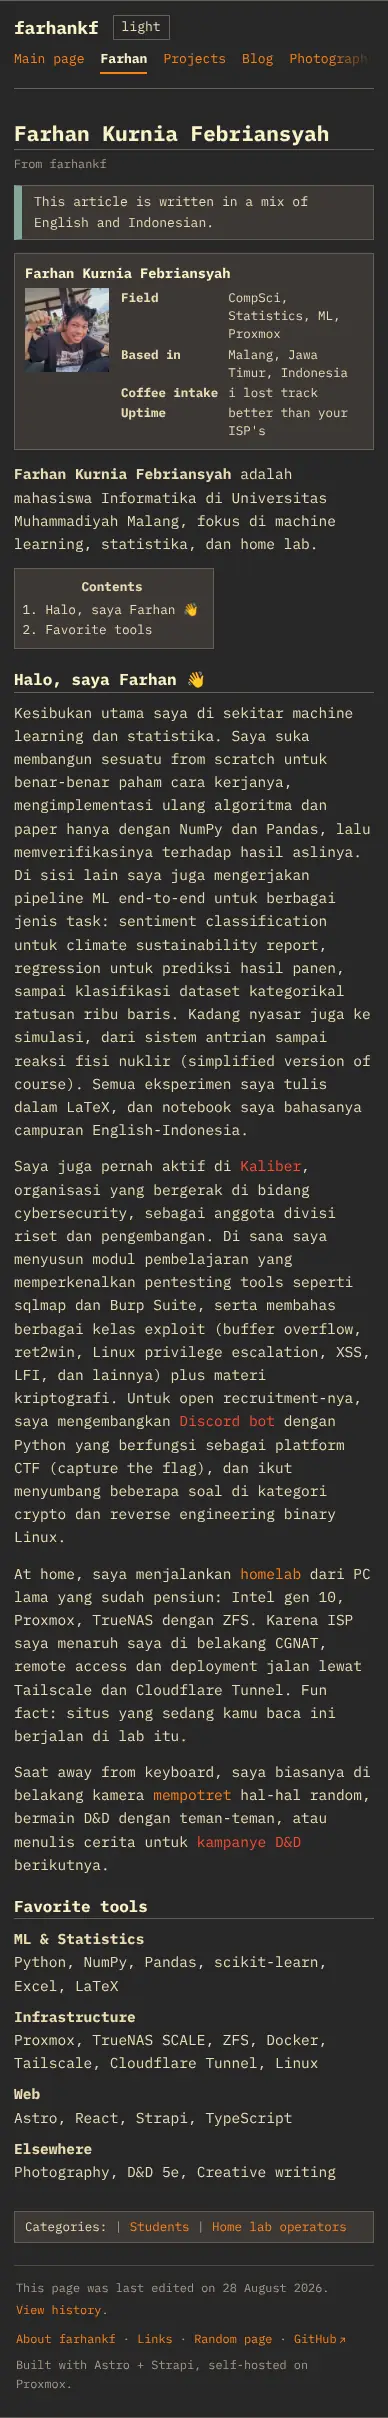 farhankf light
Main page Farhan Projects Blog Photograph
Farhan Kurnia Febriansyah
From farhankf
This article is written in a mix of
English and Indonesian.
Farhan Kurnia Febriansyah
Field CompSci,
Statistics, ML,
Proxmox
Based in Malang, Jawa
Timur, Indonesia
Coffee intake i lost track
Uptime better than your
ISP's
Farhan Kurnia Febriansyah adalah
mahasiswa Informatika di Universitas
Muhammadiyah Malang, fokus di machine
learning, statistika, dan home lab.
Contents
1. Halo, saya Farhan 👋
2. Favorite tools
Halo, saya Farhan 👋
Kesibukan utama saya di sekitar machine
learning dan statistika. Saya suka
membangun sesuatu from scratch untuk
benar-benar paham cara kerjanya,
mengimplementasi ulang algoritma dan
paper hanya dengan NumPy dan Pandas, lalu
memverifikasinya terhadap hasil aslinya.
Di sisi lain saya juga mengerjakan
pipeline ML end-to-end untuk berbagai
jenis task: sentiment classification
untuk climate sustainability report,
regression untuk prediksi hasil panen,
sampai klasifikasi dataset kategorikal
ratusan ribu baris. Kadang nyasar juga ke
simulasi, dari sistem antrian sampai
reaksi fisi nuklir (simplified version of
course). Semua eksperimen saya tulis
dalam LaTeX, dan notebook saya bahasanya
campuran English-Indonesia.
Saya juga pernah aktif di Kaliber,
organisasi yang bergerak di bidang
cybersecurity, sebagai anggota divisi
riset dan pengembangan. Di sana saya
menyusun modul pembelajaran yang
memperkenalkan pentesting tools seperti
sqlmap dan Burp Suite, serta membahas
berbagai kelas exploit (buffer overflow,
ret2win, Linux privilege escalation, XSS,
LFI, dan lainnya) plus materi
kriptografi. Untuk open recruitment-nya,
saya mengembangkan Discord bot dengan
Python yang berfungsi sebagai platform
CTF (capture the flag), dan ikut
menyumbang beberapa soal di kategori
crypto dan reverse engineering binary
Linux.
At home, saya menjalankan homelab dari PC
lama yang sudah pensiun: Intel gen 10,
Proxmox, TrueNAS dengan ZFS. Karena ISP
saya menaruh saya di belakang CGNAT,
remote access dan deployment jalan lewat
Tailscale dan Cloudflare Tunnel. Fun
fact: situs yang sedang kamu baca ini
berjalan di lab itu.
Saat away from keyboard, saya biasanya di
belakang kamera mempotret hal-hal random,
bermain D&D dengan teman-teman, atau
menulis cerita untuk kampanye D&D
berikutnya.
Favorite tools
ML & Statistics
Python, NumPy, Pandas, scikit-learn,
Excel, LaTeX
Infrastructure
Proxmox, TrueNAS SCALE, ZFS, Docker,
Tailscale, Cloudflare Tunnel, Linux
Web
Astro, React, Strapi, TypeScript
Elsewhere
Photography, D&D 5e, Creative writing
Categories: | Students | Home lab operators
This page was last edited on 28 August 2026.
View history.
About farhankf · Links · Random page · GitHub↗
Built with Astro + Strapi, self-hosted on
Proxmox.